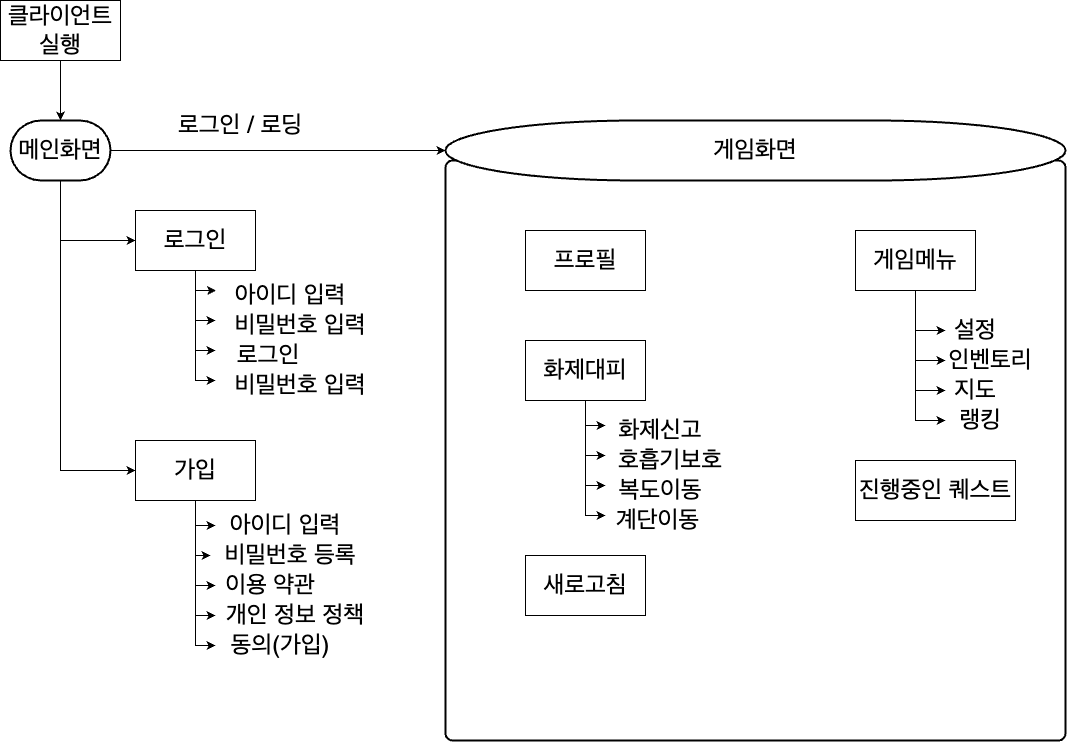 클라이언트
실행
메인화면
로그인 / 로딩
게임화면
로그인
아이디 입력
비밀번호 입력
로그인
비밀번호 입력
가입
아이디 입력
비밀번호 등록
이용 약관
개인 정보 정책
동의(가입)
프로필
화제대피
화제신고
호흡기보호
복도이동
계단이동
새로고침
게임메뉴
설정
인벤토리
지도
랭킹
진행중인 퀘스트